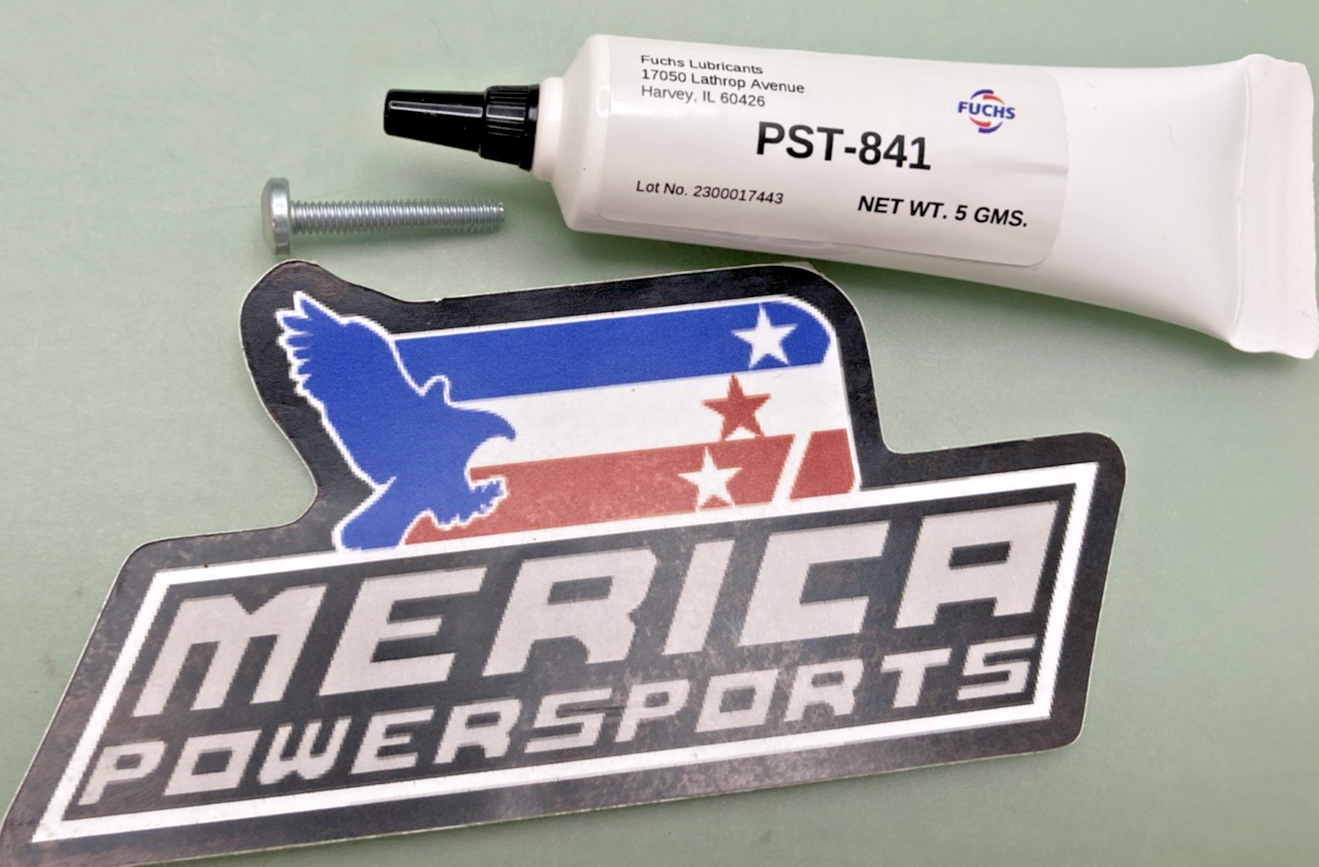 Fuchs Lubricants
17050 Lathrop Avenue
Harvey, IL 60426
FUCHS
PST-841
Lot No. 2300017443
NET WT. 5 GMS.
MERICA
POWERSPORTS